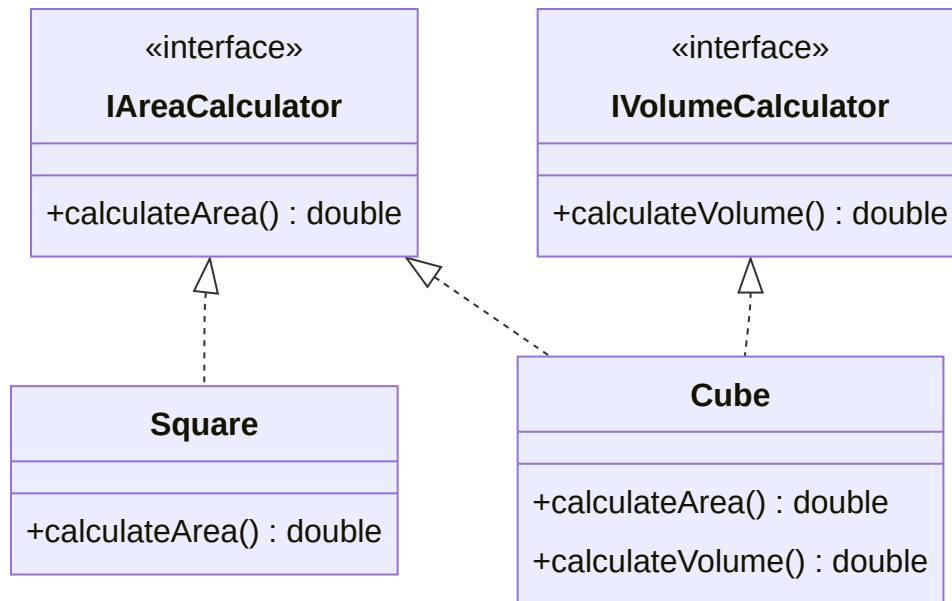 «interface»
IAreaCalculator
+calculateArea() : double
«interface»
IVolumeCalculator
+calculateVolume() : double
Square
+calculateArea() : double
Cube
+calculateArea() : double
+calculateVolume() : double